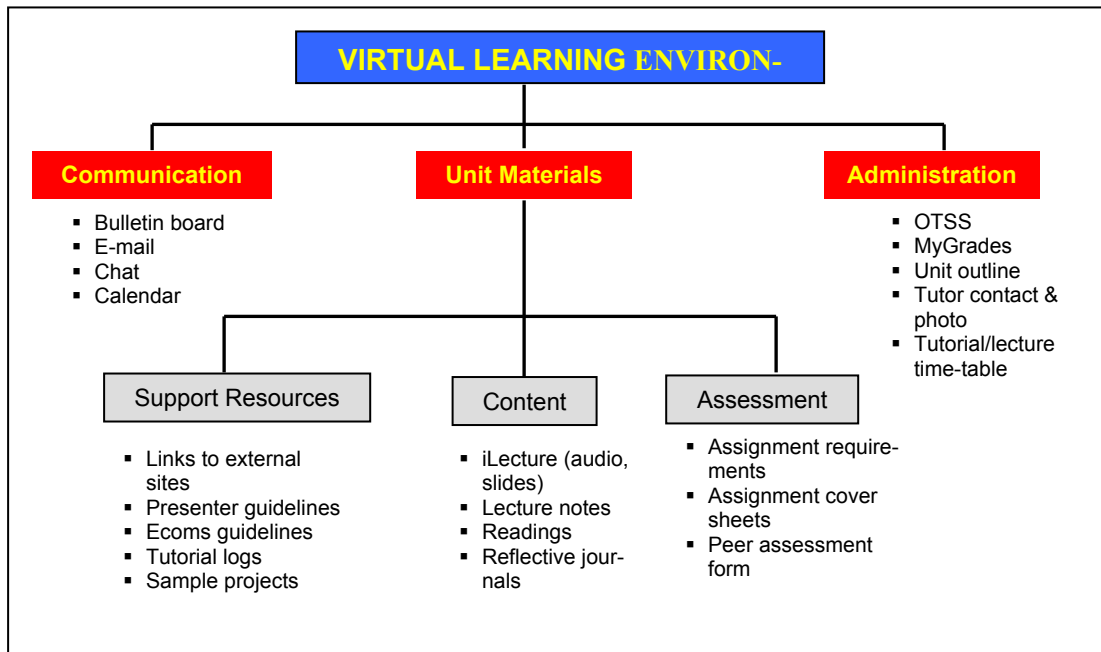 VIRTUAL LEARNING ENVIRON-
Communication
▪ Bulletin board
▪ E-mail
▪ Chat
▪ Calendar
Unit Materials
Administration
▪ OTSS
▪ MyGrades
▪ Unit outline
▪ Tutor contact &
photo
▪ Tutorial/lecture
time-table
Support Resources
▪ Links to external
sites
▪ Presenter guidelines
▪ Ecoms guidelines
▪ Tutorial logs
▪ Sample projects
Content
▪ iLecture (audio,
slides)
▪ Lecture notes
▪ Readings
▪ Reflective jour-
nals
Assessment
▪ Assignment require-
ments
▪ Assignment cover
sheets
▪ Peer assessment
form